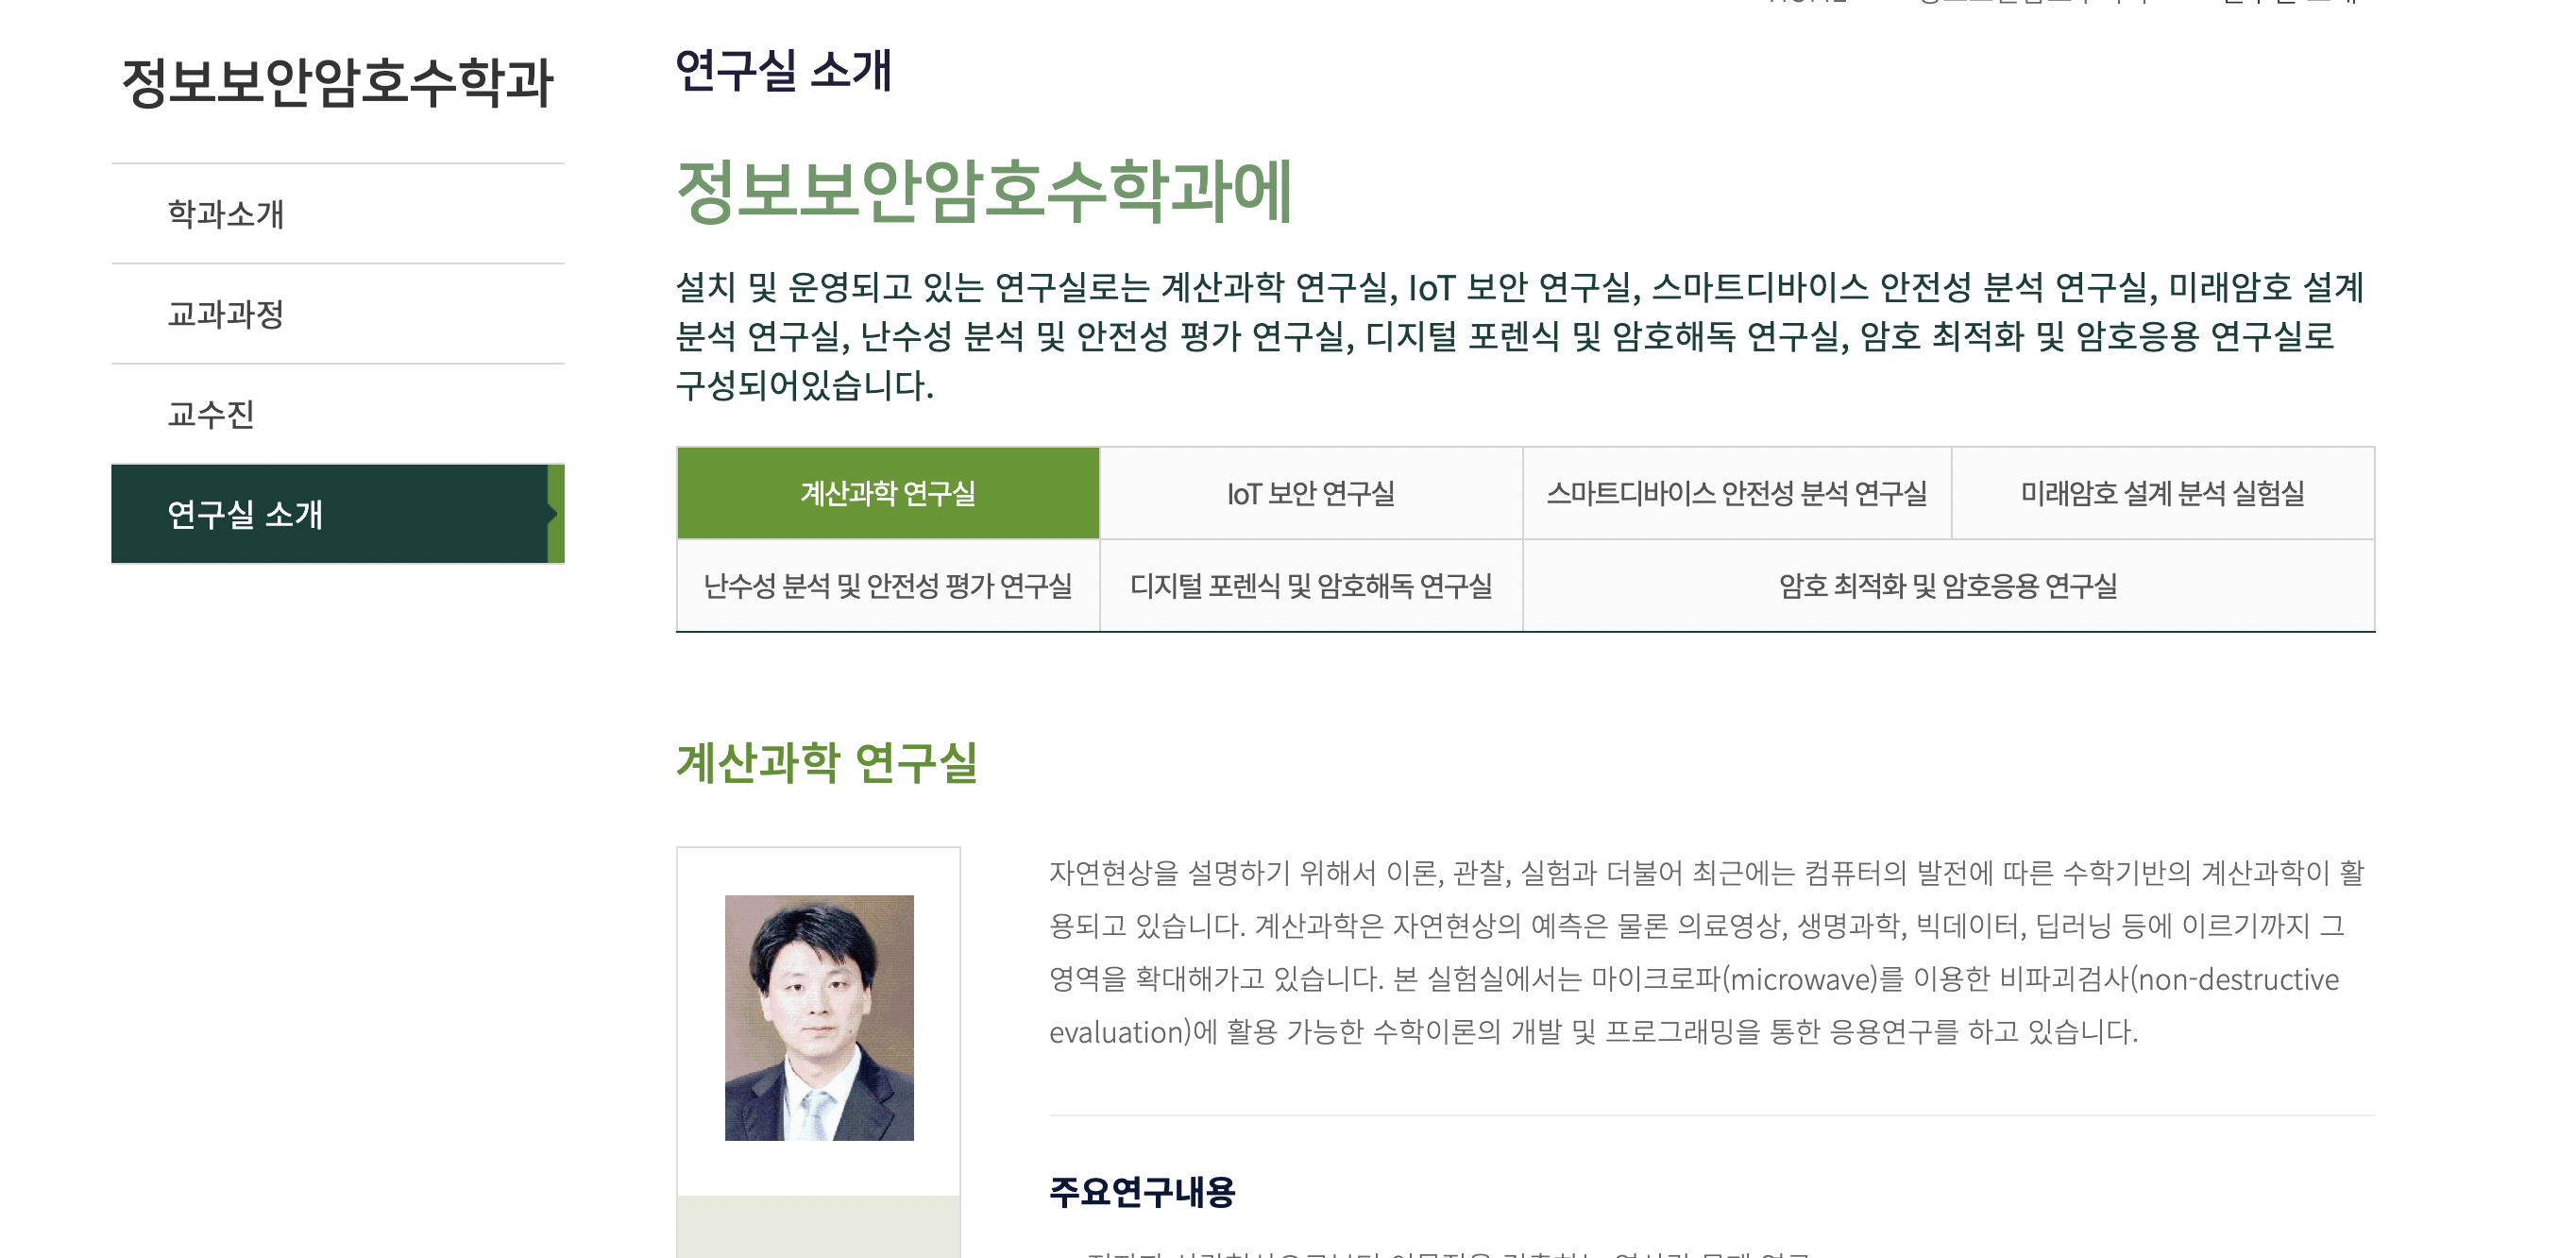 정보보안암호수학과
학과소개
교과과정
교수진
연구실 소개
연구실 소개
정보보안암호수학과에
설치 및 운영되고 있는 연구실로는 계산과학 연구실, IoT 보안 연구실, 스마트디바이스 안전성 분석 연구실, 미래암호 설계
분석 연구실, 난수성 분석 및 안전성 평가 연구실, 디지털 포렌식 및 암호해독 연구실, 암호 최적화 및 암호응용 연구실로
구성되어있습니다.
계산과학 연구실
IoT 보안 연구실
스마트디바이스 안전성 분석 연구실
미래암호 설계 분석 실험실
난수성 분석 및 안전성 평가 연구실
디지털 포렌식 및 암호해독 연구실
암호 최적화 및 암호응용 연구실
계산과학 연구실
자연현상을 설명하기 위해서 이론, 관찰, 실험과 더불어 최근에는 컴퓨터의 발전에 따른 수학기반의 계산과학이 활
용되고 있습니다. 계산과학은 자연현상의 예측은 물론 의료영상, 생명과학, 빅데이터, 딥러닝 등에 이르기까지 그
영역을 확대해가고 있습니다. 본 실험실에서는 마이크로파(microwave)를 이용한 비파괴검사(non-destructive
evaluation)에 활용 가능한 수학이론의 개발 및 프로그래밍을 통한 응용연구를 하고 있습니다.
주요연구내용